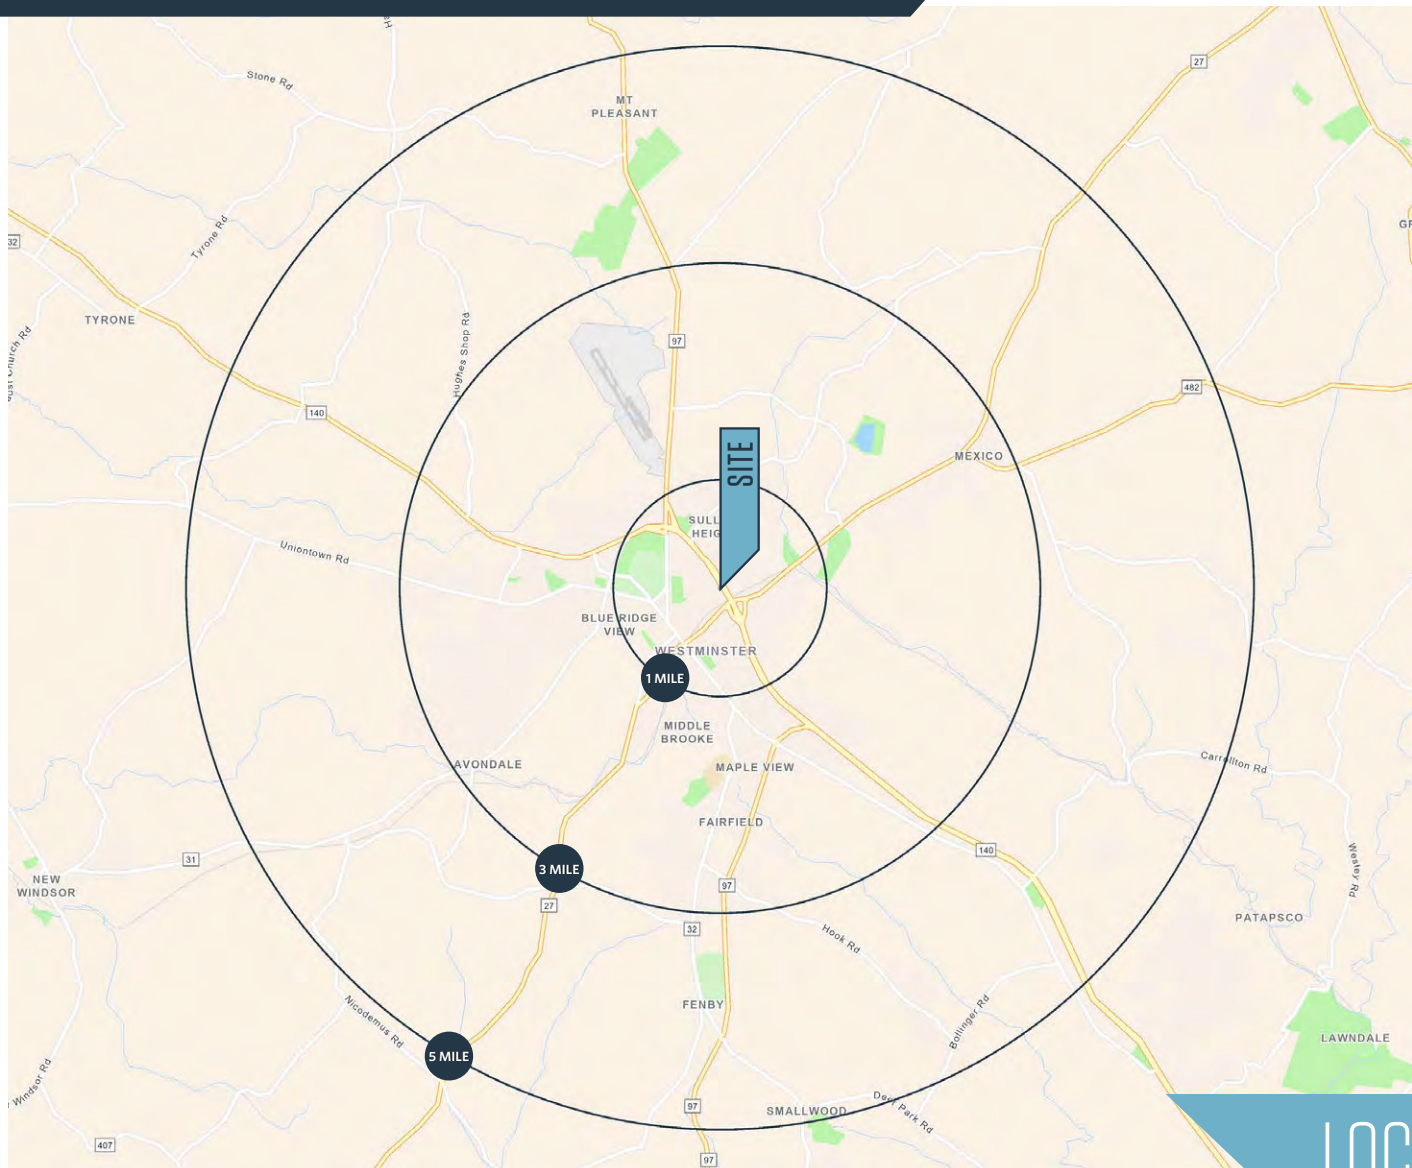 27
Stone Rd
MT
PLEASANT
Tyrone Rd
32
TYRONE
Hughes Shop Rd
97
140
482
SITE
MEXICO
Uniontown Rd
BLUE RIDGE
VIEW
WESTMINSTER
1 MILE
MIDDLE
BROOKE
AVONDALE
MAPLE VIEW
Carrollton Rd
FAIRFIELD
140
31
3 MILE
NEW
WINDSOR
97
27
Wesley Rd
PATAPSCO
32
Hook Rd
FENBY
Nicodemus Rd
Bollinger Rd
LAWNDALE
5 MILE
Windsor Rd
97
SMALLWOOD
Deer Park Rd
407
97